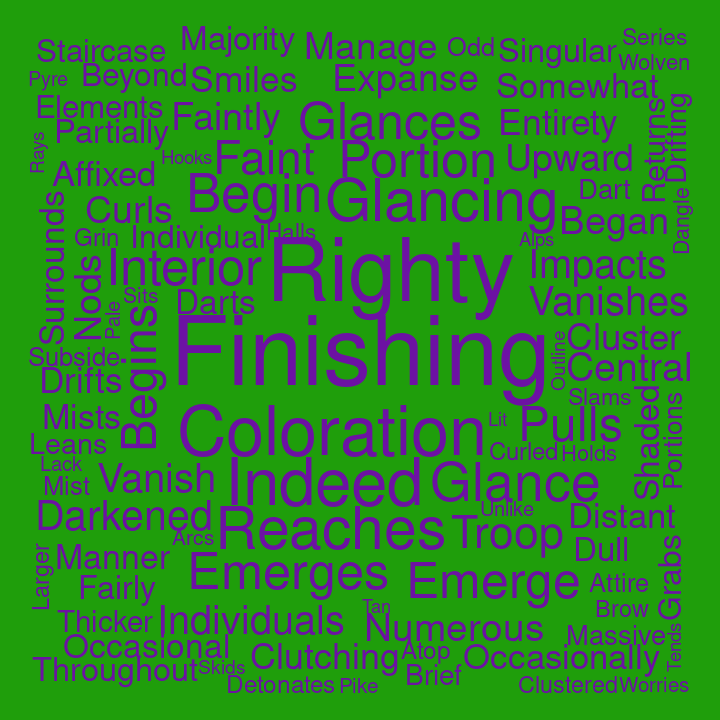 Staircase Majority Manage Odd Singular Series
Pyre Beyond Smiles Expanse Somewhat Wolven
Elements Faintly Glances Entirety Returns Drifting
Rays Partially Hooks Faint Portion Upward
Affixed Begin Glancing Dart Dangle
Surrounds Curls Individual Halls Began Alps
Grin Nods Interior Righty Impacts
Pale Sits Darts Vanishes
Subside Begins Finishing Outline Cluster
Drifts Central
Mists Coloration Lit Pulls Slams Shaded Portions
Leans Curled Holds
Lack Mist Vanish Indeed Glance
Darkened Reaches Unlike Troop Distant
Arcs Manner Emerges Emerge Dull Grabs
Larger Fairly Attire
Thicker Individuals Tan Numerous Brow Massive Tends
Occasional Clutching Atop Occasionally
Throughout Skids Brief
Detonates Pike Clustered Worries